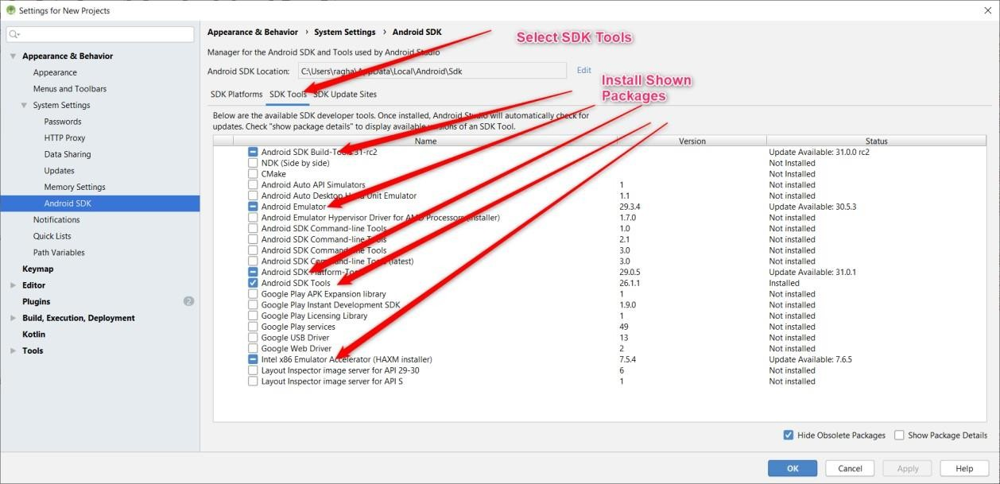 Settings for New Projects
Appearance & Behavior
Appearance
Menus and Toolbars
System Settings
Passwords
HTTP Proxy
Data Sharing
Updates
Memory Settings
Android SDK
Notifications
Quick Lists
Path Variables
Keymap
Editor
Plugins 2
Build, Execution, Deployment
Kotlin
Tools
Appearance & Behavior › System Settings › Android SDK
Select SDK Tools
Manager for the Android SDK and Tools used by Android Studio
Android SDK Location: C:\Users\ragha\AppData\Local\Android\Sdk Edit
Install Shown
Packages
SDK Platforms SDK Tools SDK Update Sites
Below are the available SDK developer tools. Once installed, Android Studio will automatically check for
updates. Check "show package details" to display available versions of an SDK Tool.
Name Version Status
Android SDK Build-Tools 31-rc2 Update Available: 31.0.0 rc2
NDK (Side by side) Not Installed
CMake Not Installed
Android Auto API Simulators 1 Not installed
Android Auto Desktop Head Unit Emulator 1.1 Not installed
Android Emulator 29.3.4 Update Available: 30.5.3
Android Emulator Hypervisor Driver for AMD Processors (installer) 1.7.0 Not installed
Android SDK Command-line Tools 1.0 Not installed
Android SDK Command-line Tools 2.1 Not installed
Android SDK Command-line Tools 3.0 Not installed
Android SDK Command-line Tools (latest) 3.0 Not installed
Android SDK Platform-Tools 29.0.5 Update Available: 31.0.1
Android SDK Tools 26.1.1 Installed
Google Play APK Expansion library 1 Not installed
Google Play Instant Development SDK 1.9.0 Not installed
Google Play Licensing Library 1 Not installed
Google Play services 49 Not installed
Google USB Driver 13 Not installed
Google Web Driver 2 Not installed
Intel x86 Emulator Accelerator (HAXM installer) 7.5.4 Update Available: 7.6.5
Layout Inspector image server for API 29-30 6 Not installed
Layout Inspector image server for API S 1 Not installed
Hide Obsolete Packages Show Package Details
OK Cancel Apply Help